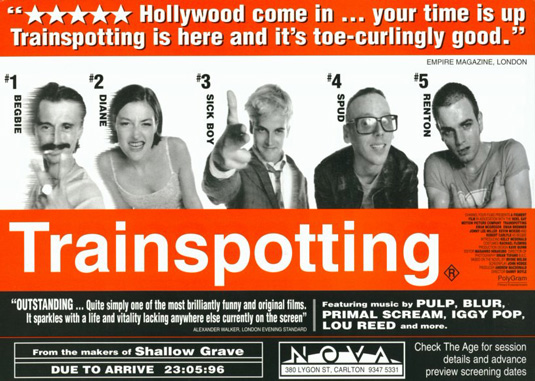 “★★★★★ Hollywood come in ... your time is up
Trainspotting is here and it's toe-curlingly good.”
EMPIRE MAGAZINE, LONDON
#1
BEGBIE
#2
DIANE
#3
SICK BOY
#4
SPUD
#5
RENTON
Trainspotting
R
PolyGram
“OUTSTANDING ... Quite simply one of the most brilliantly funny and original films.
It sparkles with a life and vitality lacking anywhere else currently on the screen”
ALEXANDER WALKER, LONDON EVENING STANDARD
Featuring music by PULP, BLUR,
PRIMAL SCREAM, IGGY POP,
LOU REED and more.
From the makers of Shallow Grave
DUE TO ARRIVE 23:05:96
NOVA
380 LYGON ST, CARLTON 9347 5331
Check The Age for session
details and advance
preview screening dates